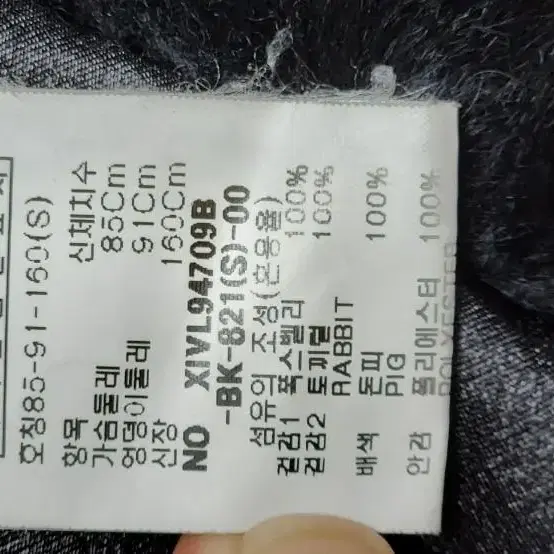 호칭85-91-160(S)
항목 신체치수
가슴둘레 85Cm
엉덩이둘레 91Cm
신장 160Cm
NO XIVL94709B
-BK-821(S)-00
섬유의 조성(혼용율)
겉감1 폭스벨리 100%
겉감2 토끼털 100%
RABBIT
배색 돈피 100%
PIG
안감 폴리에스터 100%
POLYESTER